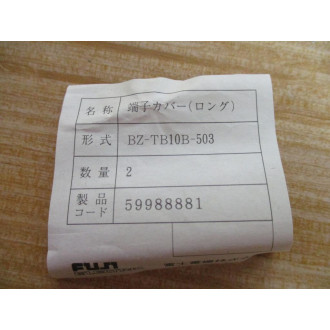 名称 端子カバー(ロング)
形式 BZ-TB10B-503
数量 2
製品コード 59988881
FUJI